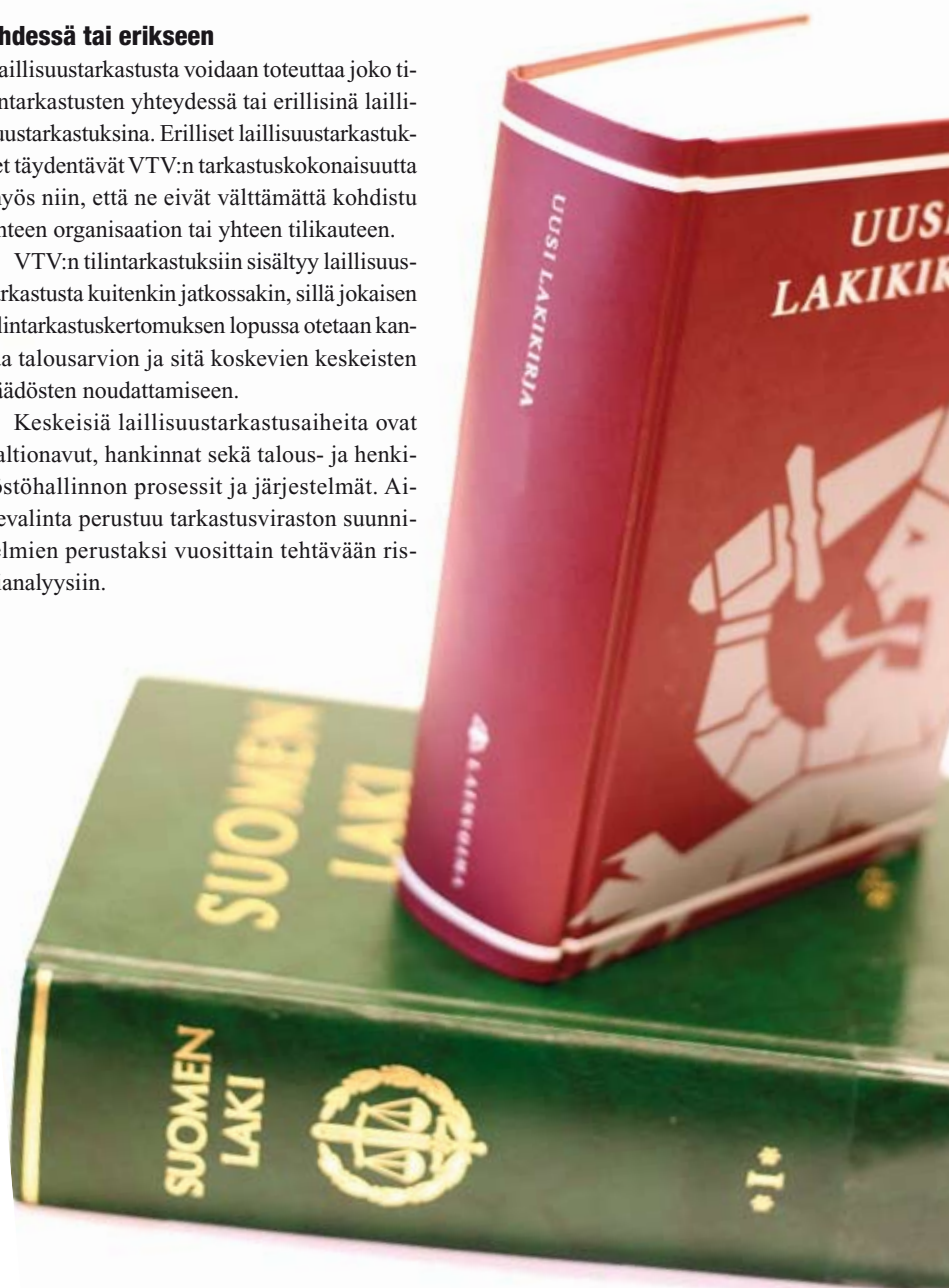 hdessä tai erikseen
aillisuustarkastusta voidaan toteuttaa joko ti-
ntarkastusten yhteydessä tai erillisinä lailli-
uustarkastuksina. Erilliset laillisuustarkastuk-
et täydentävät VTV:n tarkastuskokonaisuutta
yös niin, että ne eivät välttämättä kohdistu
hteen organisaation tai yhteen tilikauteen.
VTV:n tilintarkastuksiin sisältyy laillisuus-
arkastusta kuitenkin jatkossakin, sillä jokaisen
lintarkastuskertomuksen lopussa otetaan kan-
a talousarvion ja sitä koskevien keskeisten
äädösten noudattamiseen.
Keskeisiä laillisuustarkastusaiheita ovat
altionavut, hankinnat sekä talous- ja henki-
östöhallinnon prosessit ja järjestelmät. Ai-
evalinta perustuu tarkastusviraston suunni-
elmien perustaksi vuosittain tehtävään ris-
ianalyysiin.
UUSI LAKIKIRJA
UUSI
LAKIKIR
SUOMEN
LAKI
SUOMEN
LAKI
*I*